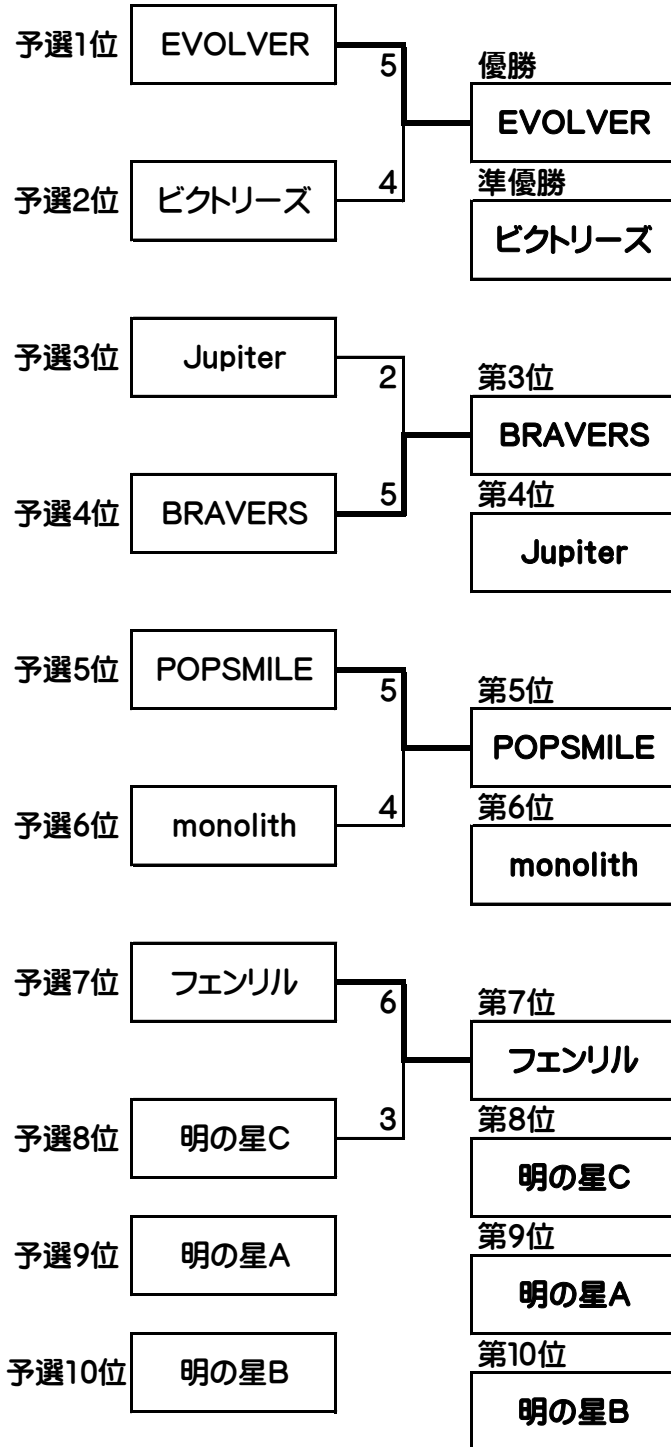 予選1位 EVOLVER
5
優勝
EVOLVER
予選2位 ビクトリーズ
4
準優勝
ビクトリーズ
予選3位 Jupiter
2
第3位
BRAVERS
予選4位 BRAVERS
5
第4位
Jupiter
予選5位 POPSMILE
5
第5位
POPSMILE
予選6位 monolith
4
第6位
monolith
予選7位 フェンリル
6
第7位
フェンリル
予選8位 明の星C
3
第8位
明の星C
予選9位 明の星A
第9位
明の星A
予選10位 明の星B
第10位
明の星B